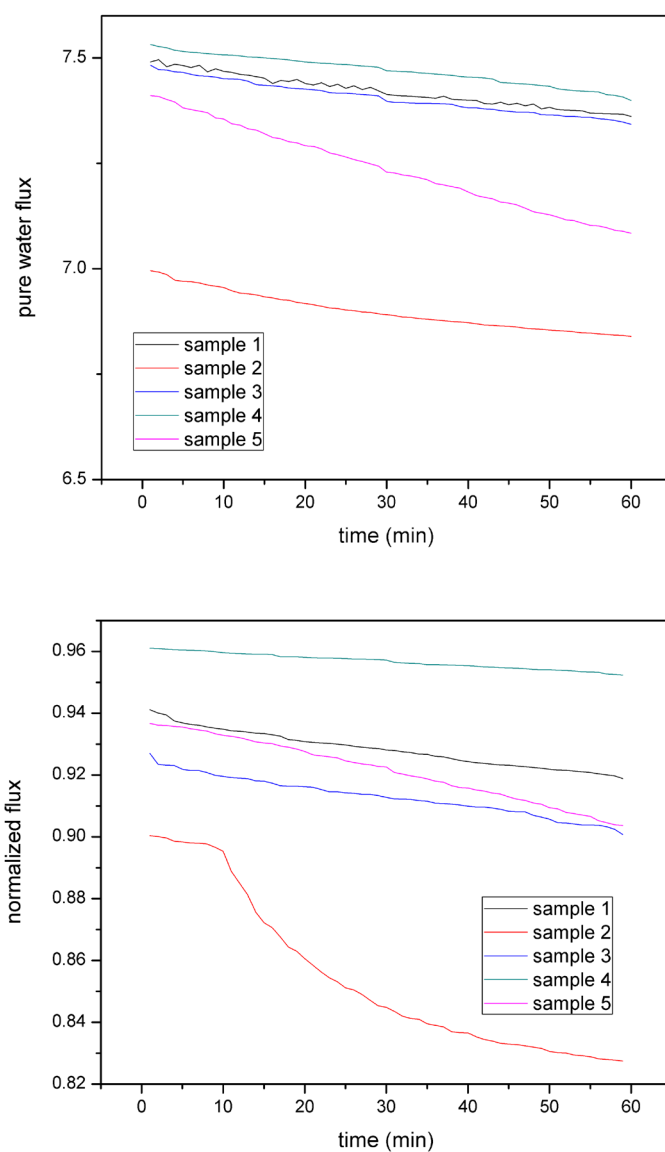 pure water flux
7.5
7.0
6.5
sample 1
sample 2
sample 3
sample 4
sample 5
0 10 20 30 40 50 60
time (min)
normalized flux
0.96
0.94
0.92
0.90
0.88
0.86
0.84
0.82
sample 1
sample 2
sample 3
sample 4
sample 5
0 10 20 30 40 50 60
time (min)